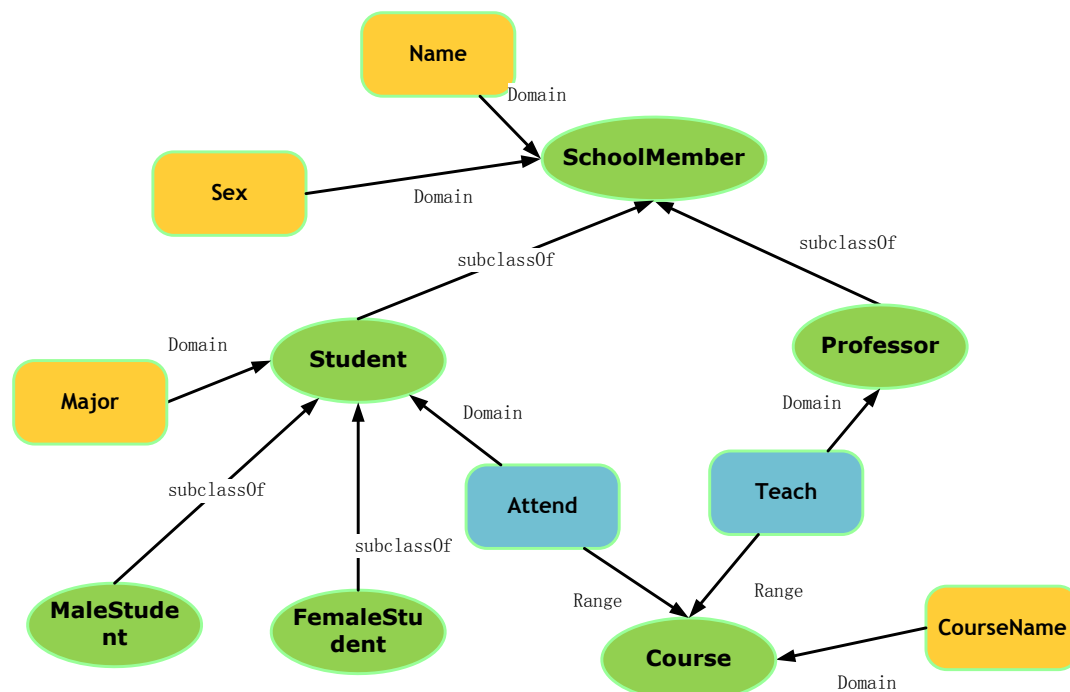 Name
Domain
SchoolMember
Sex
Domain
subclassOf
subclassOf
Domain
Student
Professor
Major
Domain
Domain
subclassOf
Attend
Teach
subclassOf
Range
Range
MaleStude
nt
FemaleStu
dent
Course
CourseName
Domain